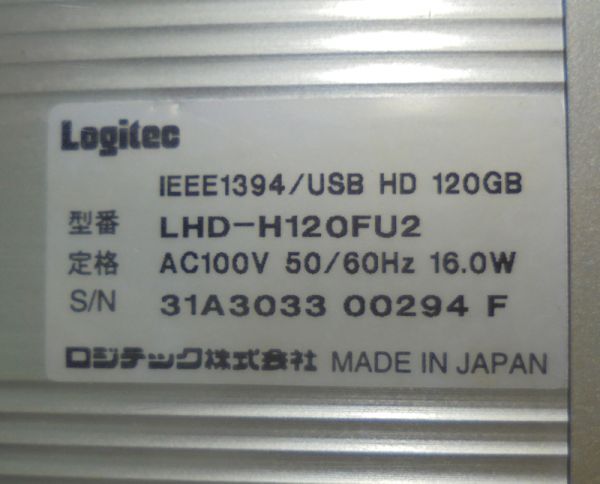 Logitec
IEEE1394/USB HD 120GB
型番 LHD-H120FU2
定格 AC100V 50/60Hz 16.0W
S/N 31A3033 00294 F
ロジテック株式会社 MADE IN JAPAN